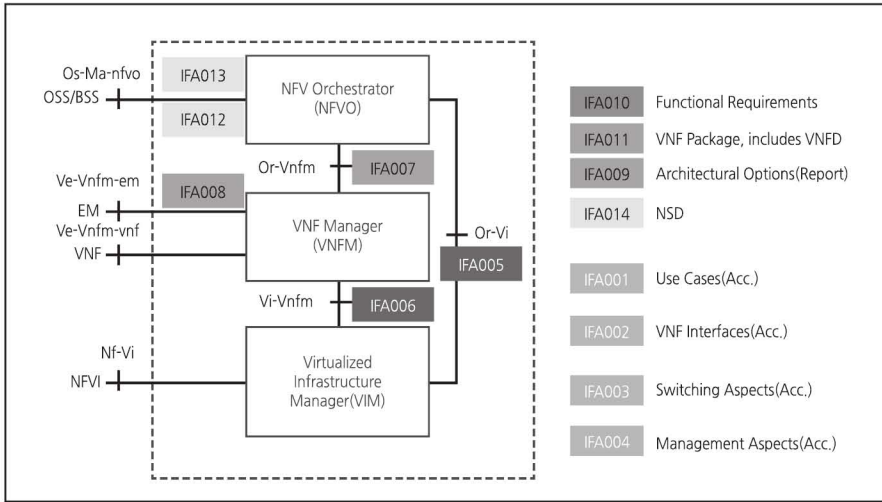 Os-Ma-nfvo
OSS/BSS
IFA013
IFA012
NFV Orchestrator
(NFVO)
Or-Vnfm
IFA007
Ve-Vnfm-em
EM
IFA008
Ve-Vnfm-vnf
VNF
VNF Manager
(VNFM)
Or-Vi
IFA005
Vi-Vnfm
IFA006
Nf-Vi
NFVI
Virtualized
Infrastructure
Manager(VIM)
IFA010 Functional Requirements
IFA011 VNF Package, includes VNFD
IFA009 Architectural Options(Report)
IFA014 NSD
IFA001 Use Cases(Acc.)
IFA002 VNF Interfaces(Acc.)
IFA003 Switching Aspects(Acc.)
IFA004 Management Aspects(Acc.)